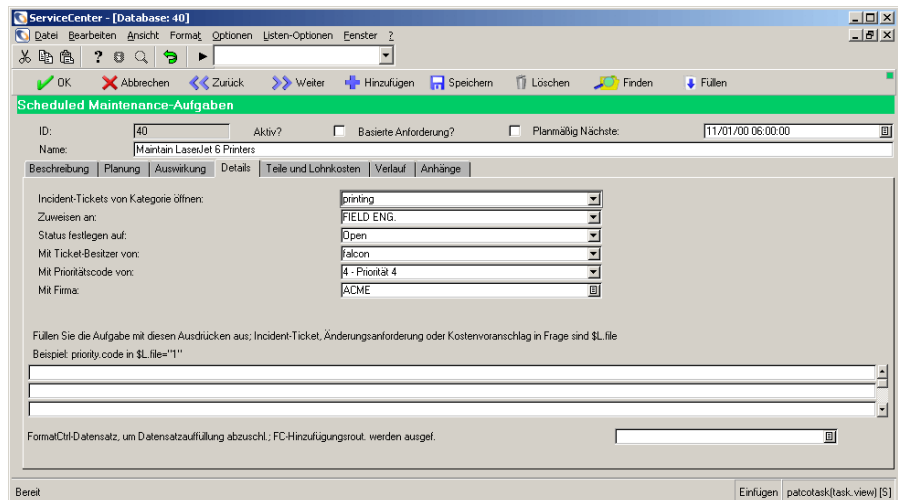 ServiceCenter - [Database: 40]
Datei Bearbeiten Ansicht Format Optionen Listen-Optionen Fenster ?
OK Abbrechen Zurück Weiter Hinzufügen Speichern Löschen Finden Füllen
Scheduled Maintenance-Aufgaben
ID: 40 Aktiv? Basierte Anforderung? Planmäßig Nächste: 11/01/00 06:00:00
Name: Maintain LaserJet 6 Printers
Beschreibung Planung Auswirkung Details Teile und Lohnkosten Verlauf Anhänge
Incident-Tickets von Kategorie öffnen: printing
Zuweisen an: FIELD ENG.
Status festlegen auf: Open
Mit Ticket-Besitzer von: falcon
Mit Prioritätscode von: 4 - Priorität 4
Mit Firma: ACME
Füllen Sie die Aufgabe mit diesen Ausdrücken aus; Incident-Ticket, Änderungsanforderung oder Kostenvoranschlag in Frage sind $L.file
Beispiel: priority.code in $L.file="1"
FormatCtrl-Datensatz, um Datensatzauffüllung abzuschl.; FC-Hinzufügungsrout. werden ausgef.
Bereit Einfügen patcotask(task.view) [S]